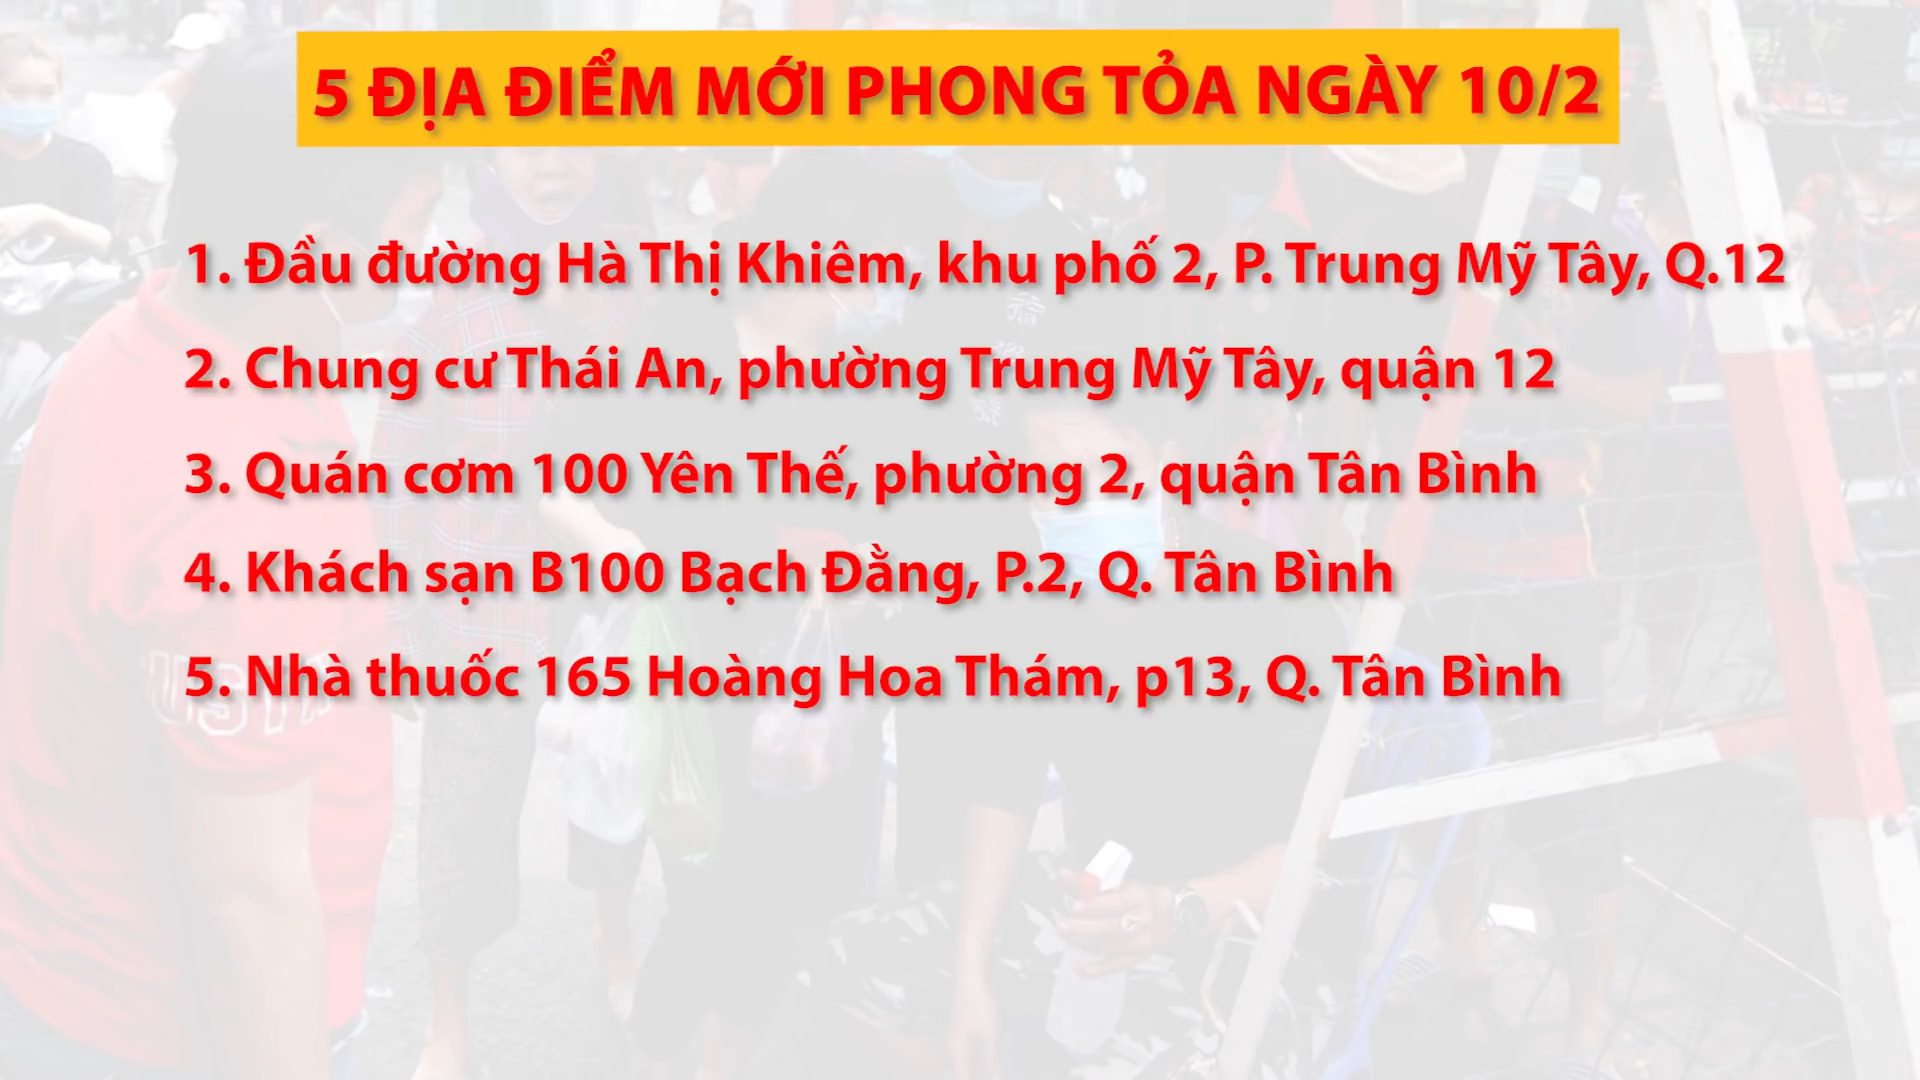 5 ĐỊA ĐIỂM MỚI PHONG TỎA NGÀY 10/2
1. Đầu đường Hà Thị Khiêm, khu phố 2, P. Trung Mỹ Tây, Q.12
2. Chung cư Thái An, phường Trung Mỹ Tây, quận 12
3. Quán cơm 100 Yên Thế, phường 2, quận Tân Bình
4. Khách sạn B100 Bạch Đằng, P.2, Q. Tân Bình
5. Nhà thuốc 165 Hoàng Hoa Thám, p13, Q. Tân Bình